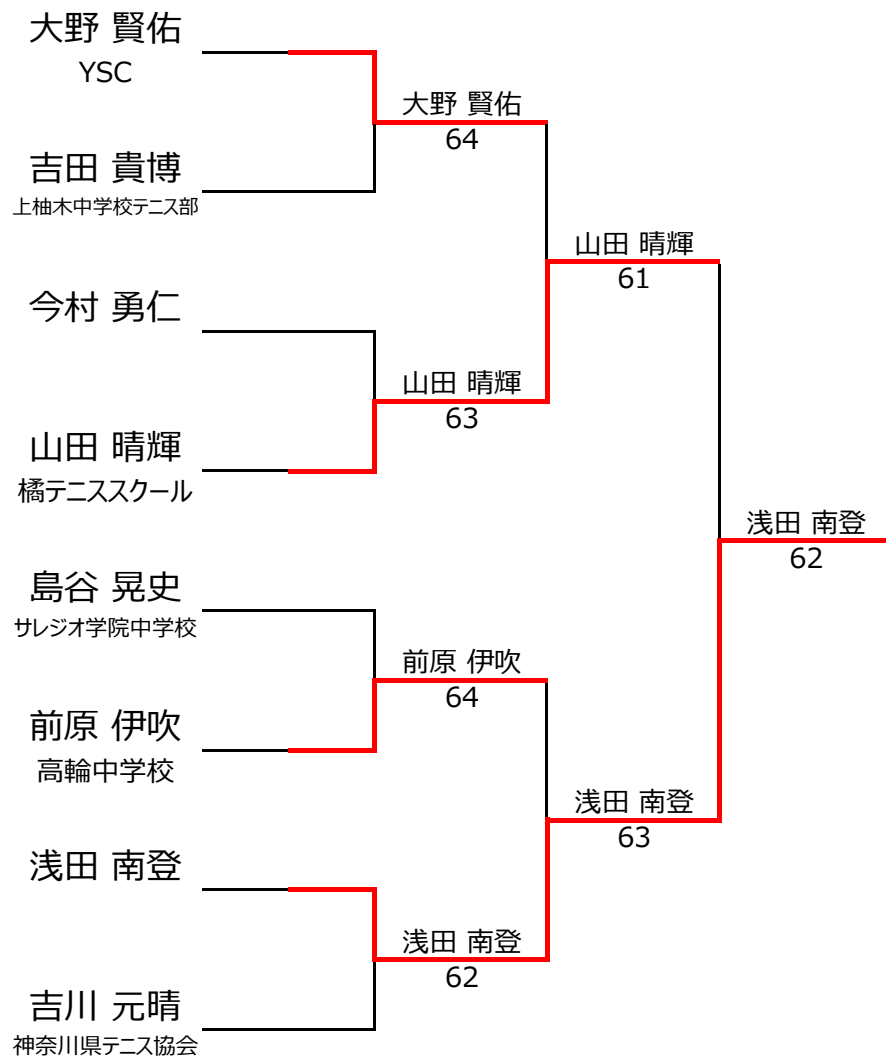 大野 賢佑
YSC
大野 賢佑
64
吉田 貴博
上柚木中学校テニス部
山田 晴輝
61
今村 勇仁
山田 晴輝
63
山田 晴輝
橘テニススクール
浅田 南登
62
島谷 晃史
サレジオ学院中学校
前原 伊吹
64
前原 伊吹
高輪中学校
浅田 南登
63
浅田 南登
浅田 南登
62
吉川 元晴
神奈川県テニス協会